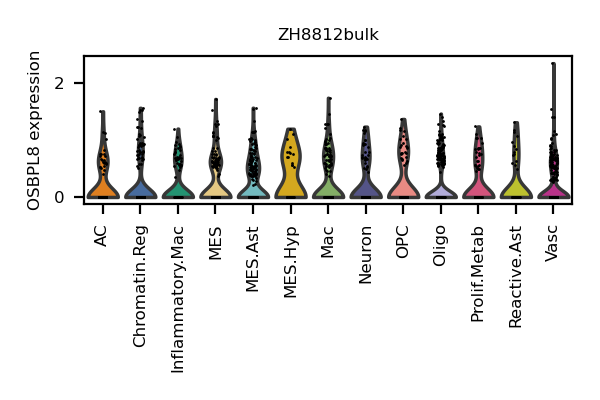 ZH8812bulk
OSBPL8 expression
2
0
AC
Chromatin.Reg
Inflammatory.Mac
MES
MES.Ast
MES.Hyp
Mac
Neuron
OPC
Oligo
Prolif.Metab
Reactive.Ast
Vasc